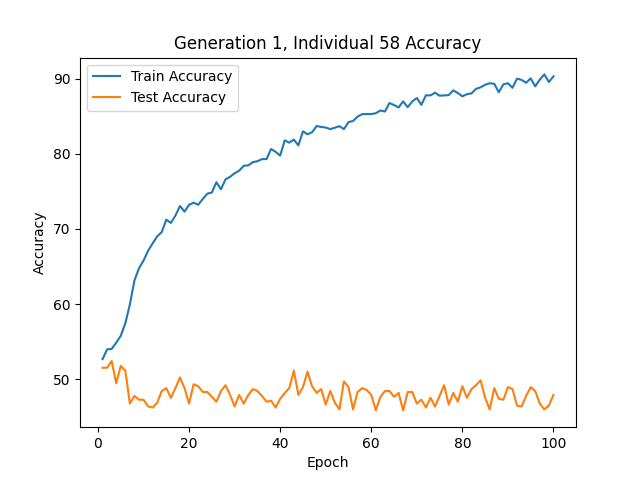 Generation 1, Individual 58 Accuracy
Train Accuracy
Test Accuracy
90
80
70
60
50
Accuracy
0 20 40 60 80 100
Epoch